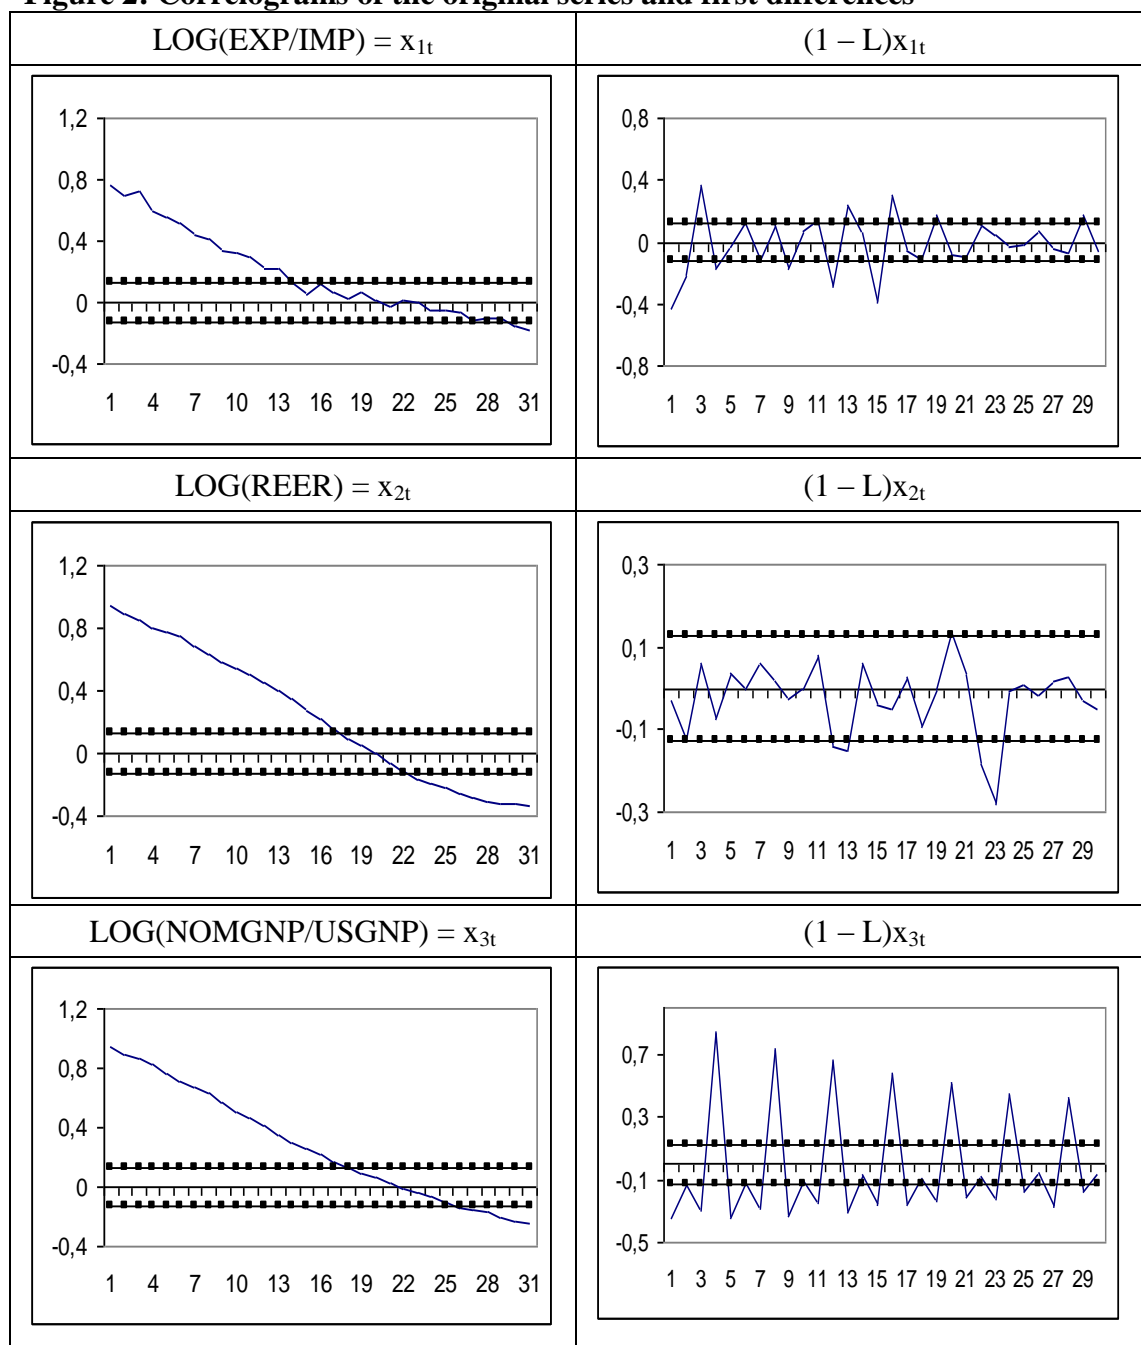 Figure 2: Correlograms of the original series and first differences
LOG(EXP/IMP) = x1t
(1 – L)x1t
1,2
0,8
0,4
0
-0,4
1 4 7 10 13 16 19 22 25 28 31
0,8
0,4
0
-0,4
-0,8
1 3 5 7 9 11 13 15 17 19 21 23 25 27 29
LOG(REER) = x2t
(1 – L)x2t
1,2
0,8
0,4
0
-0,4
1 4 7 10 13 16 19 22 25 28 31
0,3
0,1
-0,1
-0,3
1 3 5 7 9 11 13 15 17 19 21 23 25 27 29
LOG(NOMGNP/USGNP) = x3t
(1 – L)x3t
1,2
0,8
0,4
0
-0,4
1 4 7 10 13 16 19 22 25 28 31
0,7
0,3
-0,1
-0,5
1 3 5 7 9 11 13 15 17 19 21 23 25 27 29